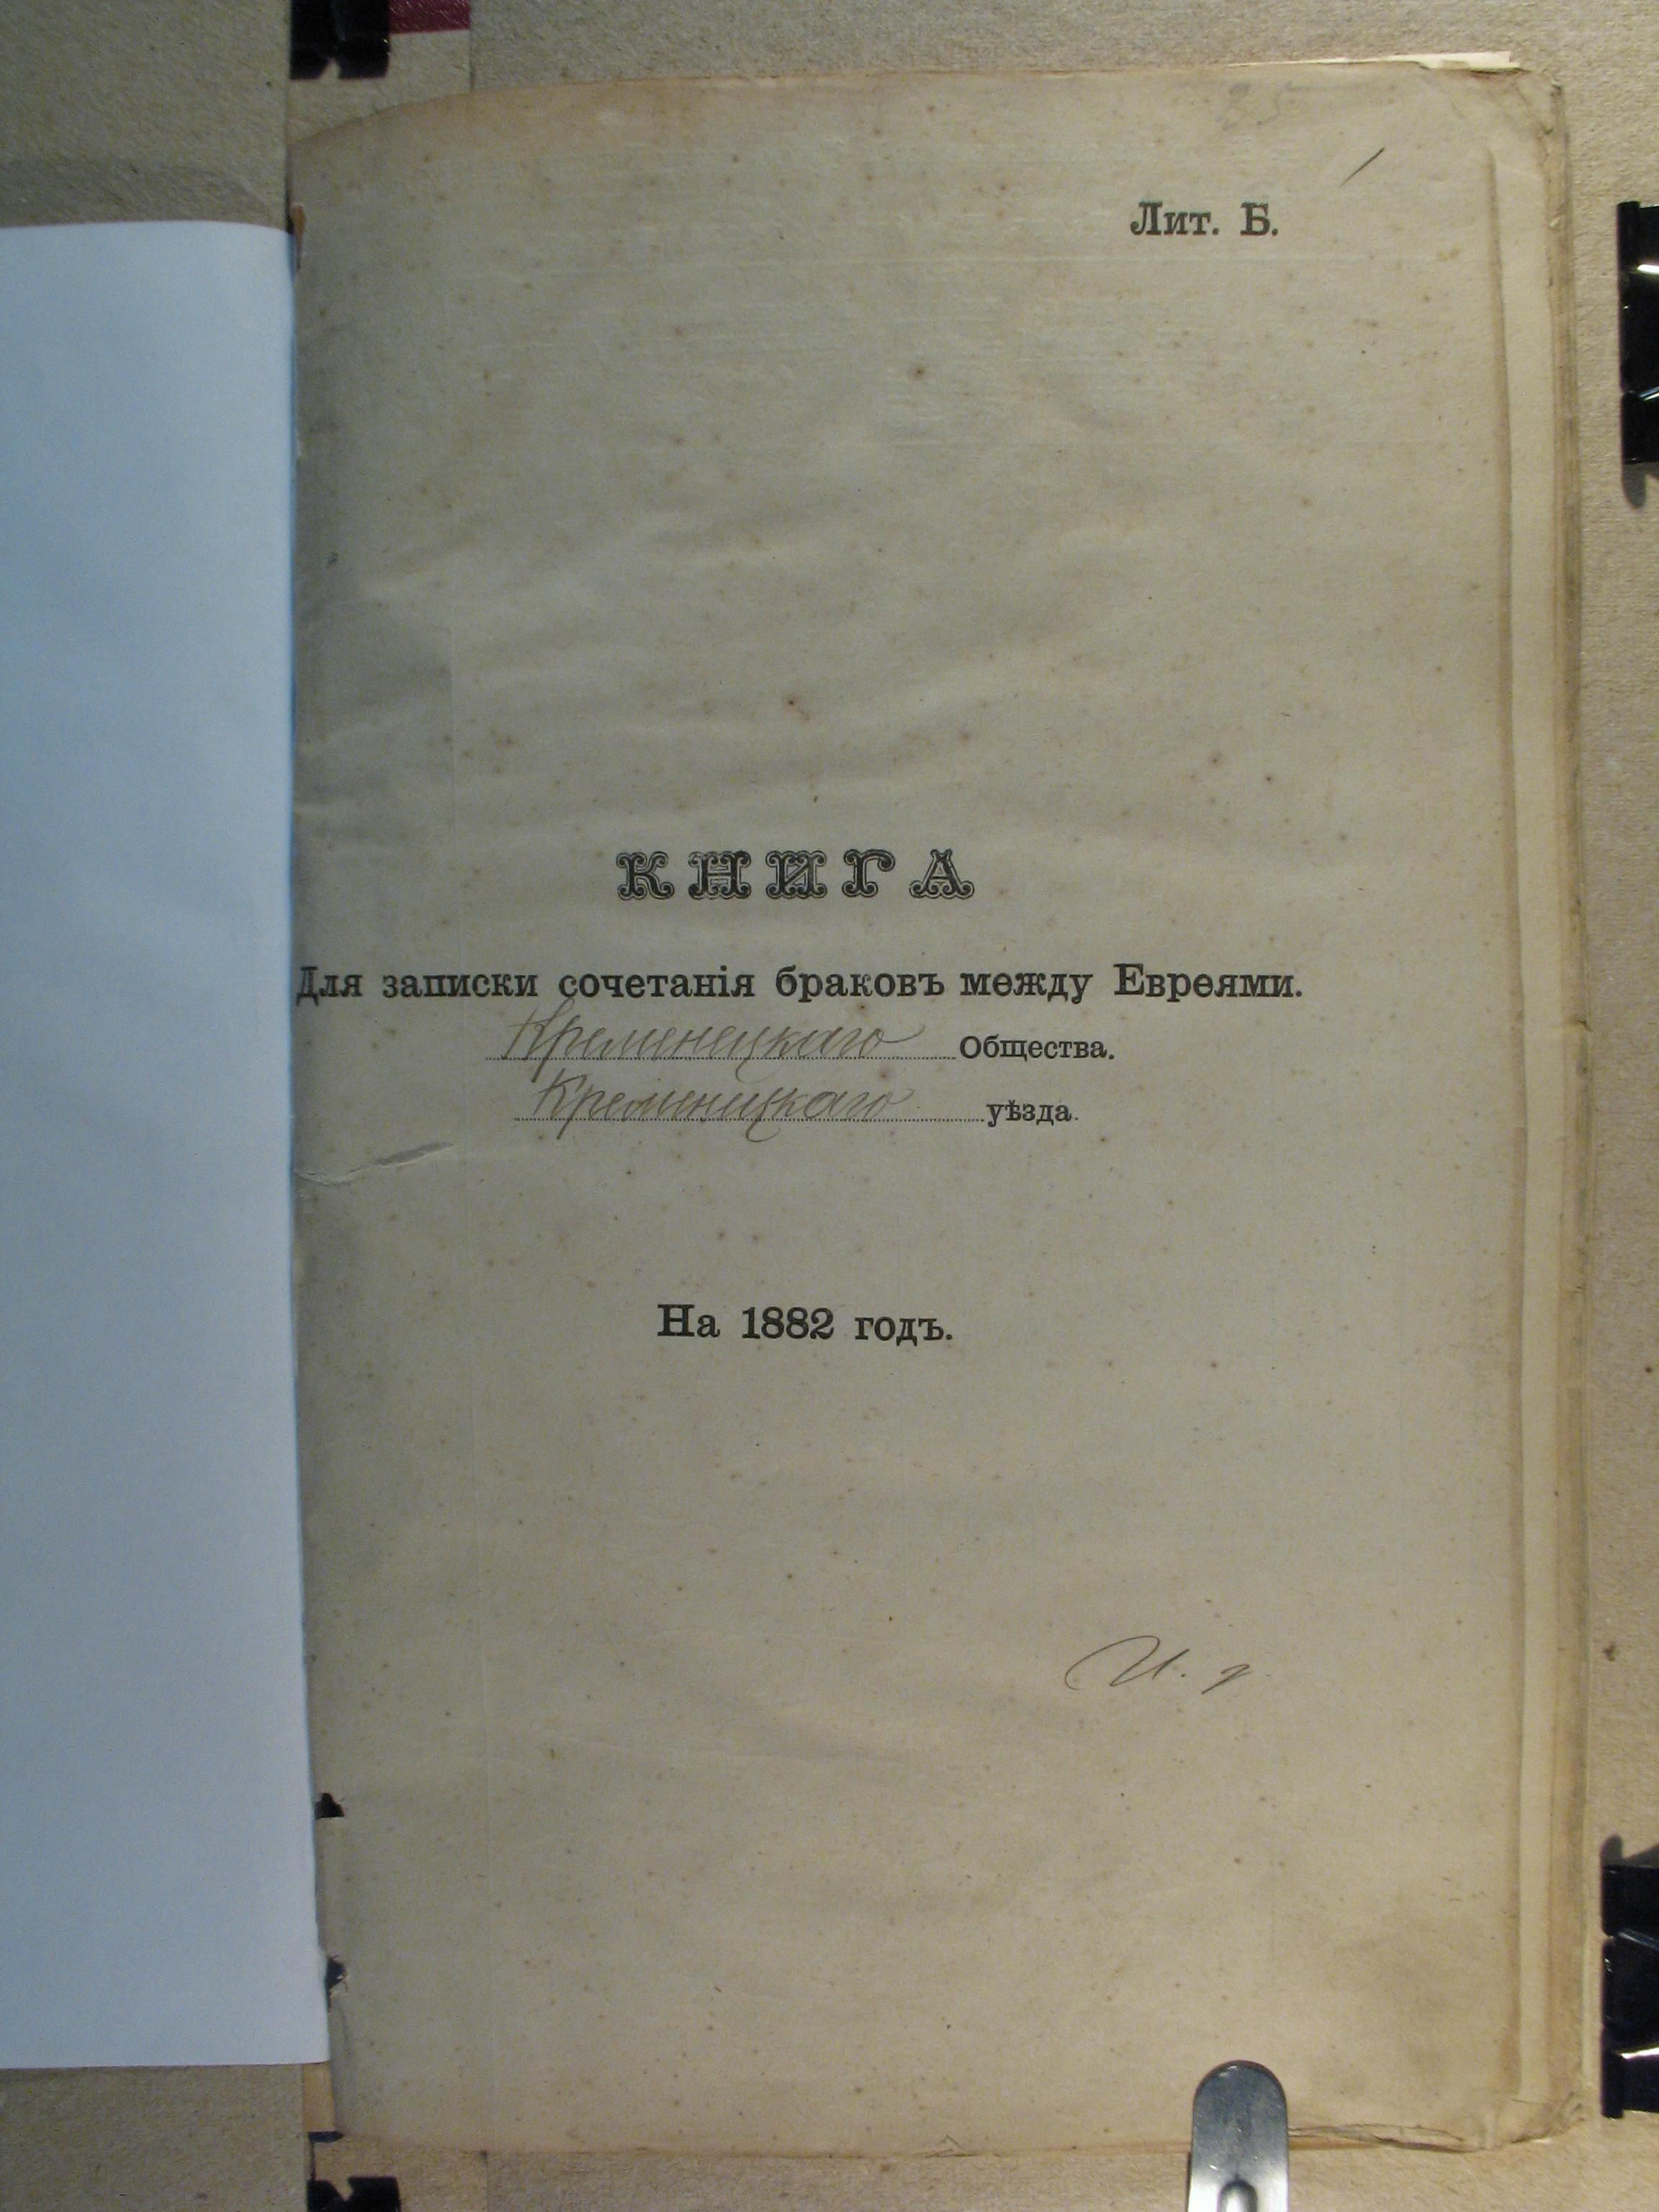 Лит. Б.
КНИГА
Для записки сочетанія браковъ между Евреями.
Кременецкаго Общества.
Кременецкаго уѣзда.
На 1882 годъ.